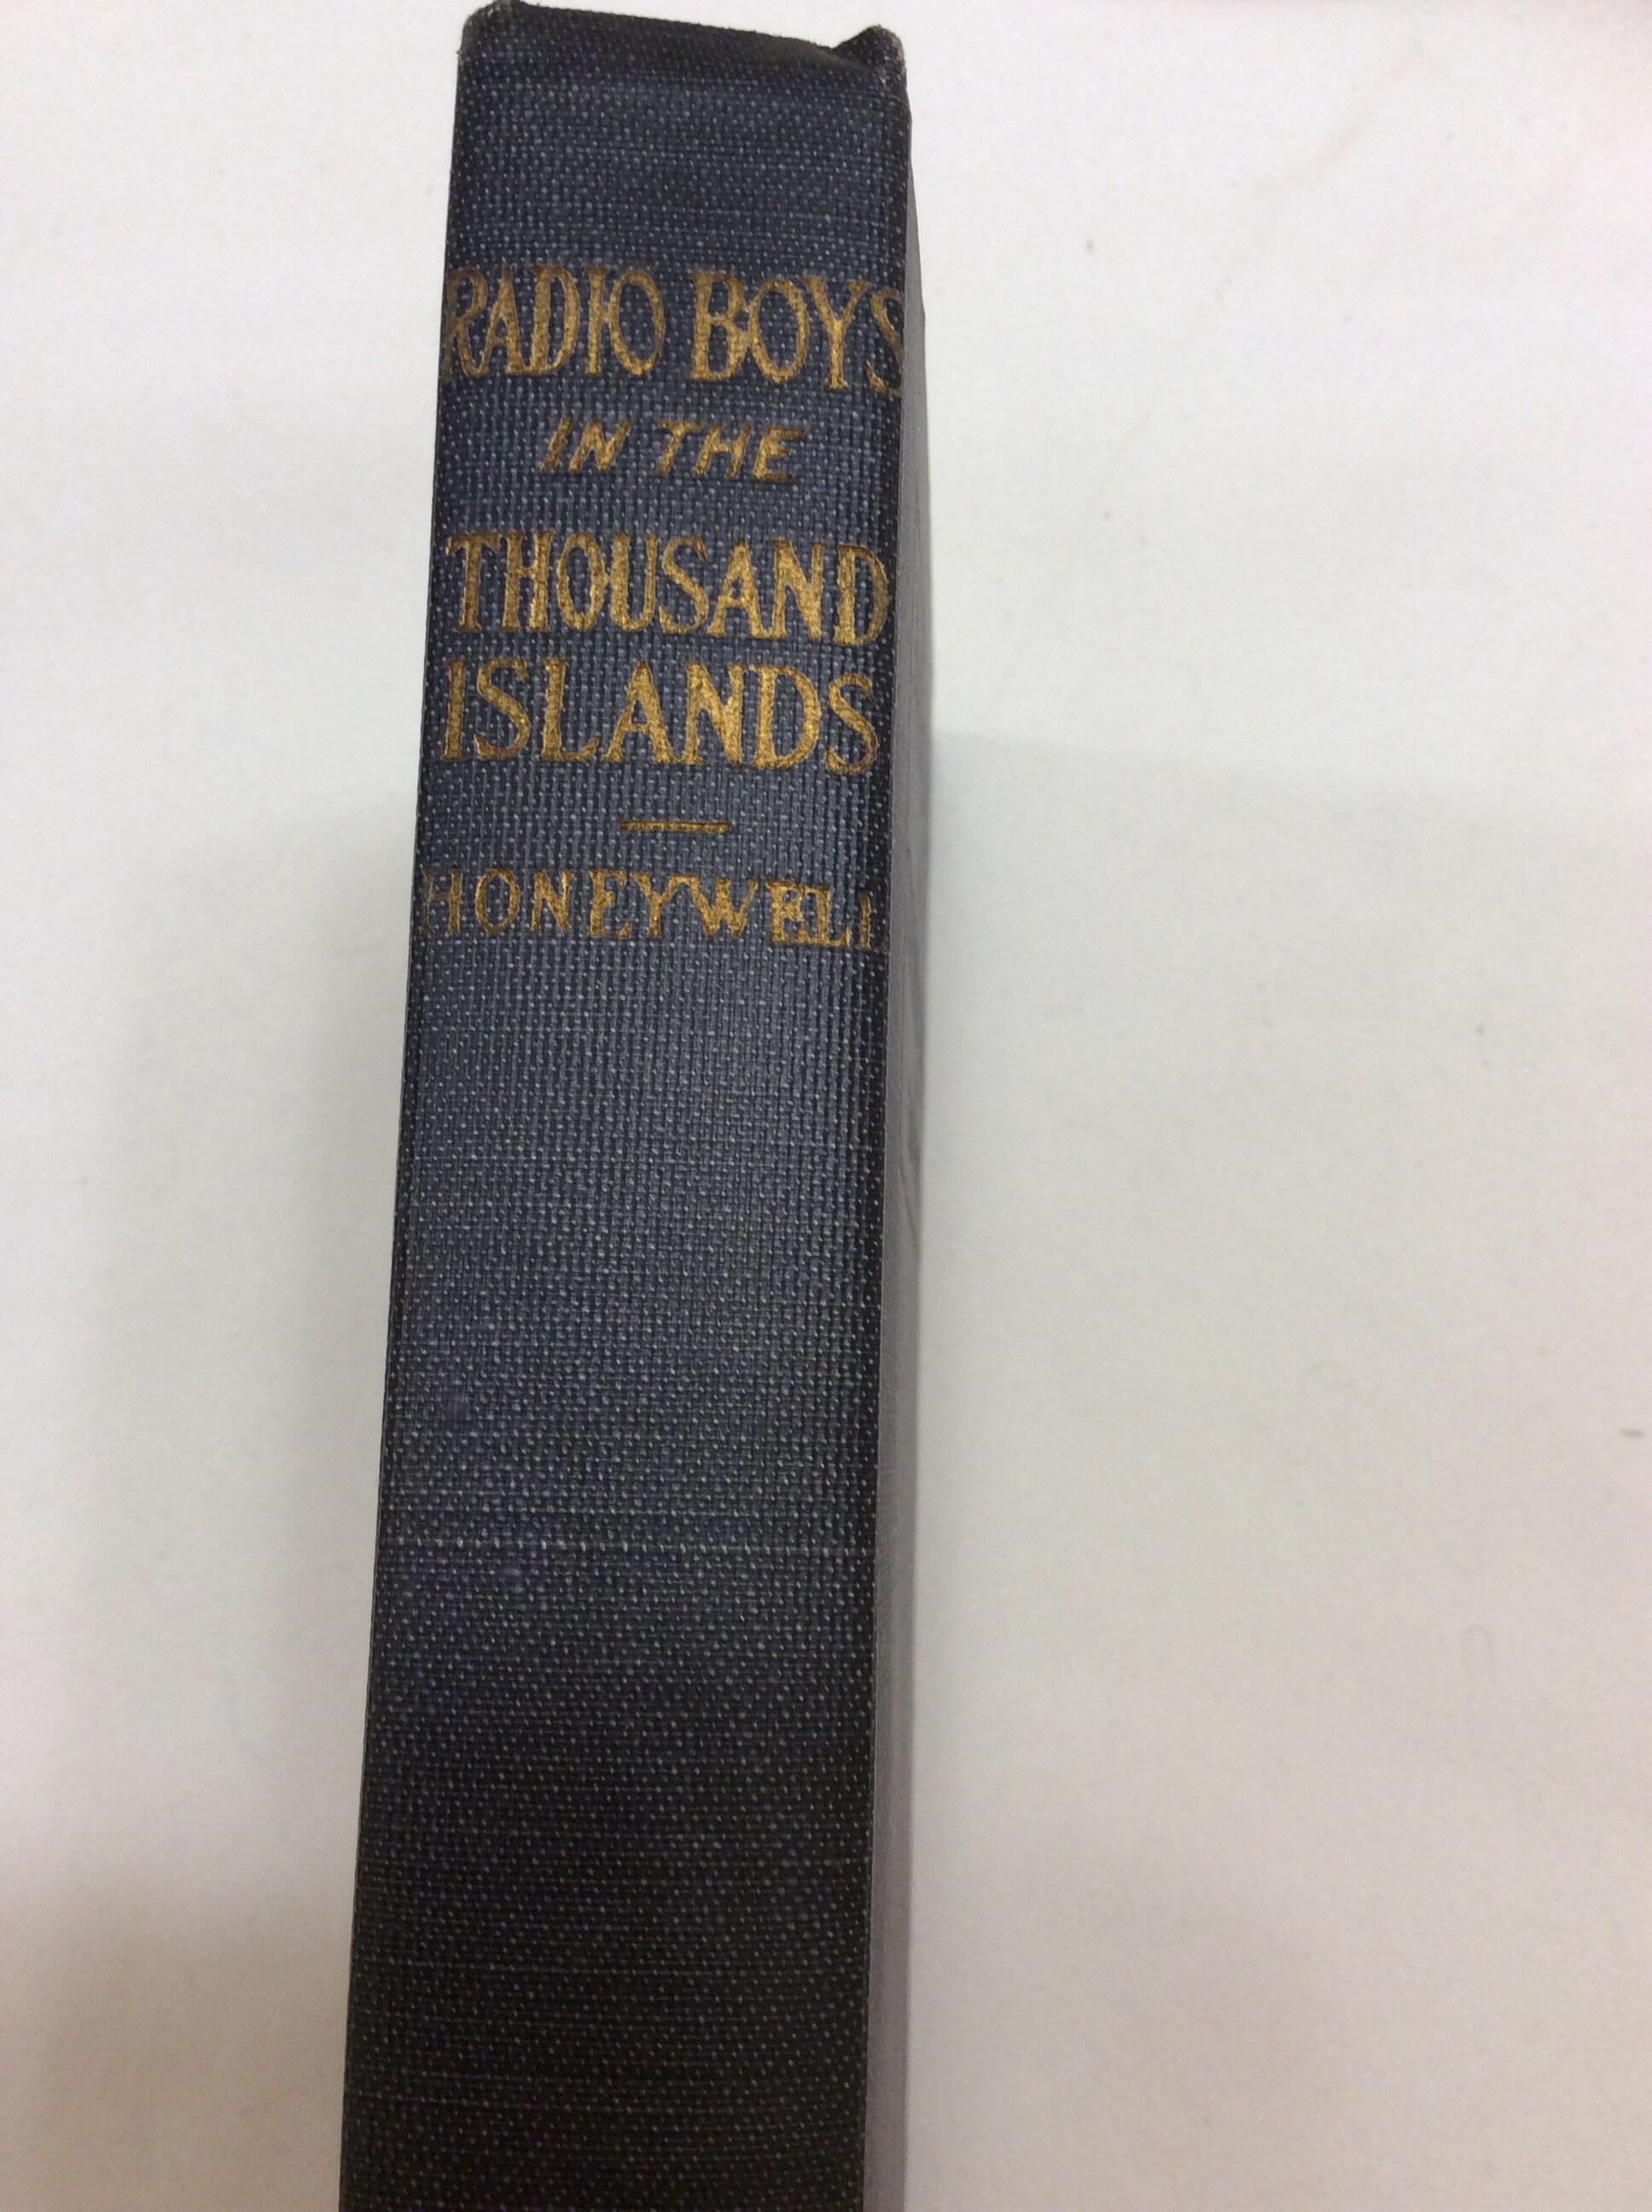 RADIO BOYS
IN THE
THOUSAND
ISLANDS
HONEYWELL